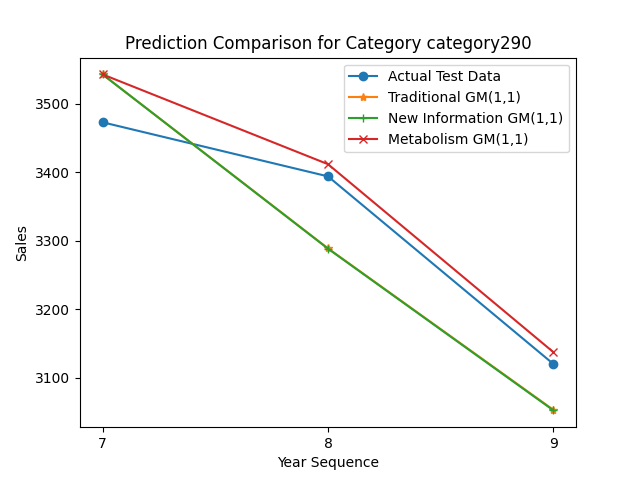 Prediction Comparison for Category category290
Actual Test Data
Traditional GM(1,1)
New Information GM(1,1)
Metabolism GM(1,1)
3500
3400
3300
3200
3100
Sales
7
8
9
Year Sequence